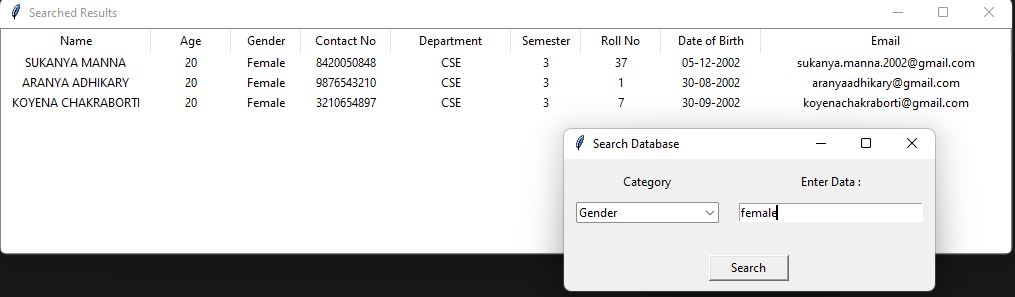 Searched Results
Name Age Gender Contact No Department Semester Roll No Date of Birth Email
SUKANYA MANNA 20 Female 8420050848 CSE 3 37 05-12-2002 sukanya.manna.2002@gmail.com
ARANYA ADHIKARY 20 Female 9876543210 CSE 3 1 30-08-2002 aranyaadhikary@gmail.com
KOYENA CHAKRABORTI 20 Female 3210654897 CSE 3 7 30-09-2002 koyenachakraborti@gmail.com
Search Database
Category Enter Data :
Gender female
Search